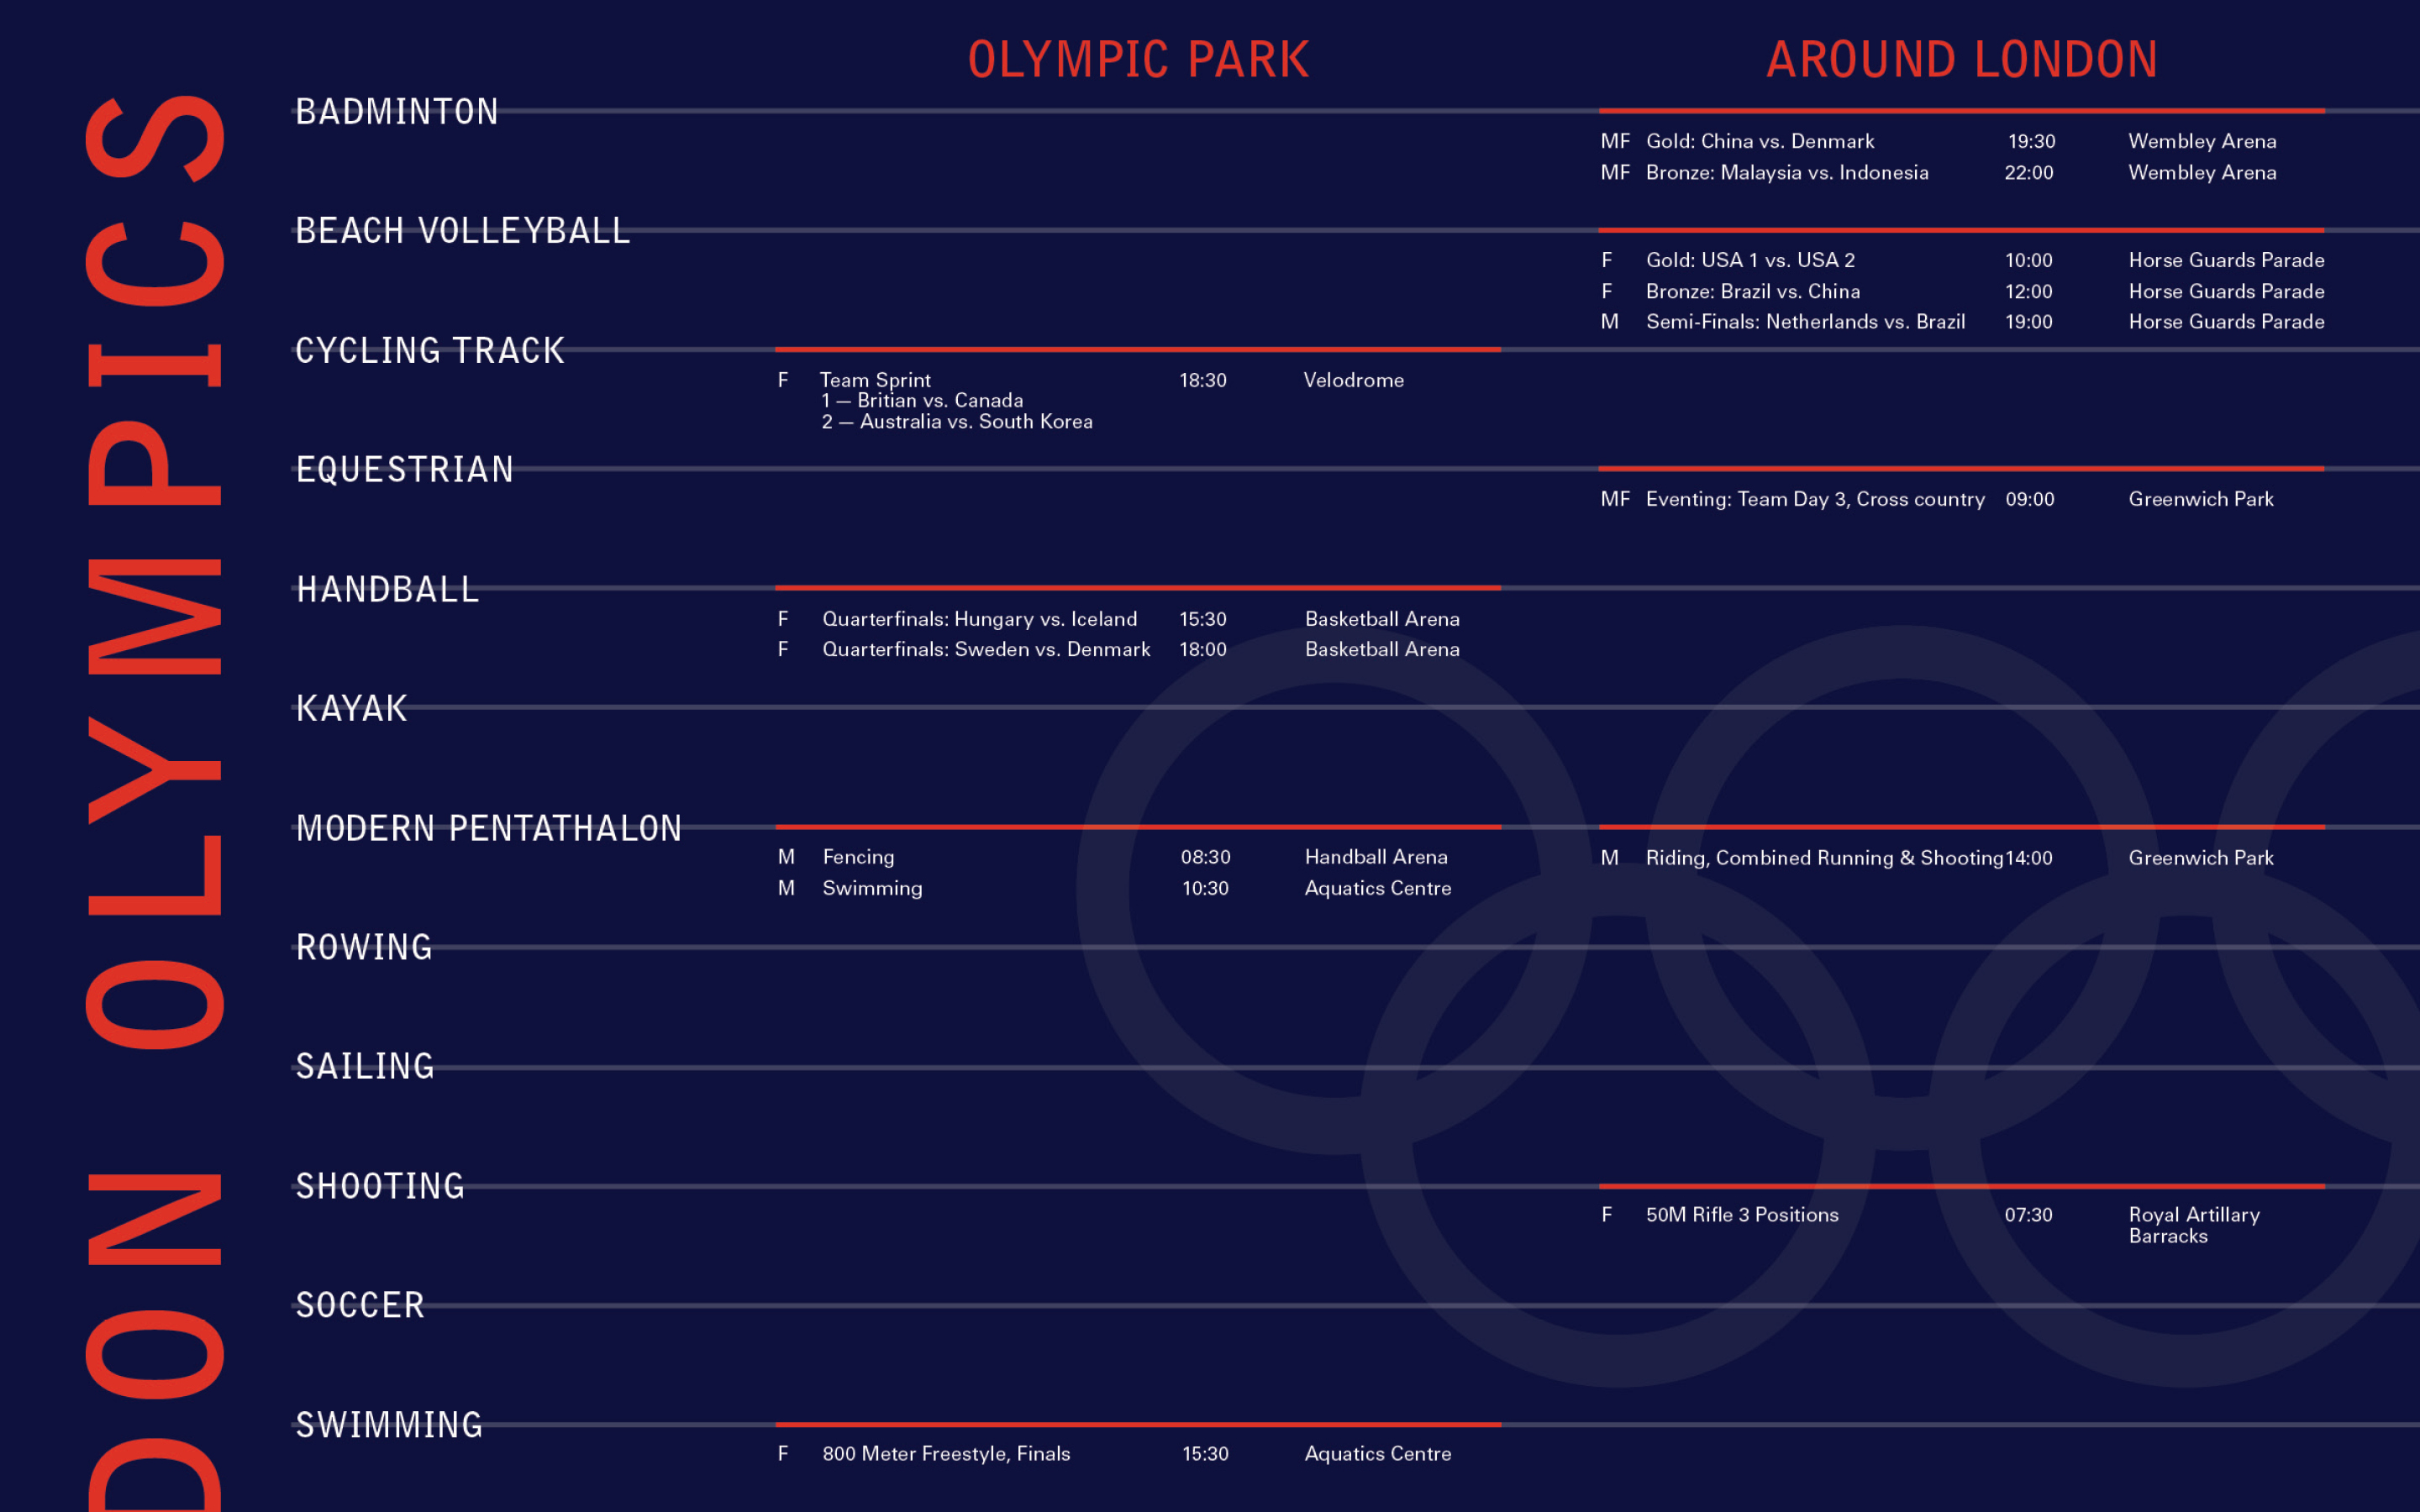 OLYMPIC PARK
AROUND LONDON
DON OLYMPICS
BADMINTON
MF Gold: China vs. Denmark 19:30 Wembley Arena
MF Bronze: Malaysia vs. Indonesia 22:00 Wembley Arena
BEACH VOLLEYBALL
F Gold: USA 1 vs. USA 2 10:00 Horse Guards Parade
F Bronze: Brazil vs. China 12:00 Horse Guards Parade
M Semi-Finals: Netherlands vs. Brazil 19:00 Horse Guards Parade
CYCLING TRACK
F Team Sprint 18:30 Velodrome
1 — Britian vs. Canada
2 — Australia vs. South Korea
EQUESTRIAN
MF Eventing: Team Day 3, Cross country 09:00 Greenwich Park
HANDBALL
F Quarterfinals: Hungary vs. Iceland 15:30 Basketball Arena
F Quarterfinals: Sweden vs. Denmark 18:00 Basketball Arena
KAYAK
MODERN PENTATHALON
M Fencing 08:30 Handball Arena
M Swimming 10:30 Aquatics Centre
M Riding, Combined Running & Shooting 14:00 Greenwich Park
ROWING
SAILING
SHOOTING
F 50M Rifle 3 Positions 07:30 Royal Artillary
Barracks
SOCCER
SWIMMING
F 800 Meter Freestyle, Finals 15:30 Aquatics Centre